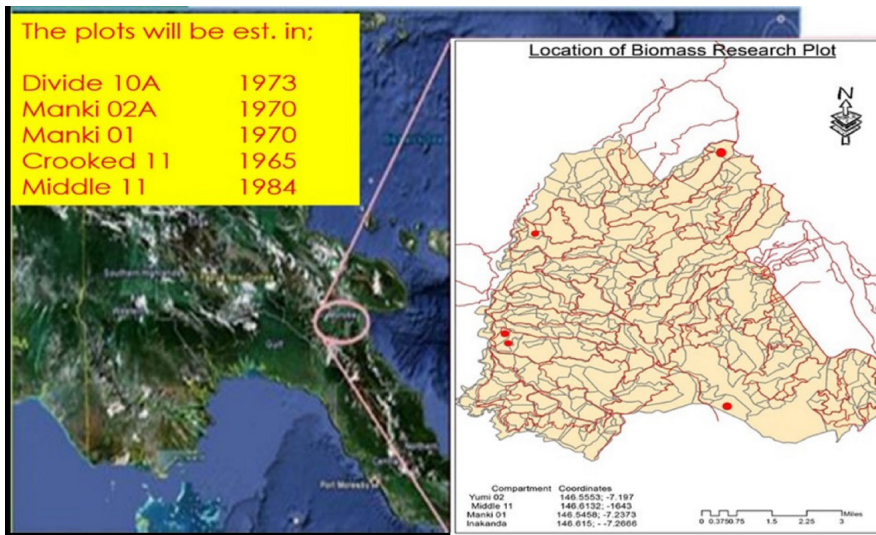 The plots will be est. in;
Divide 10A 1973
Manki 02A 1970
Manki 01 1970
Crooked 11 1965
Middle 11 1984
Southern Highlands
Gulf
Port Moresby
Location of Biomass Research Plot
N
Compartment Coordinates
Yumi 02 146.5553; -7.197
Middle 11 146.6132; -1643
Manki 01 146.5458; -7.2373
Inakanda 146.615; - -7.2666
0 0.375 0.75 1.5 2.25 3 Miles